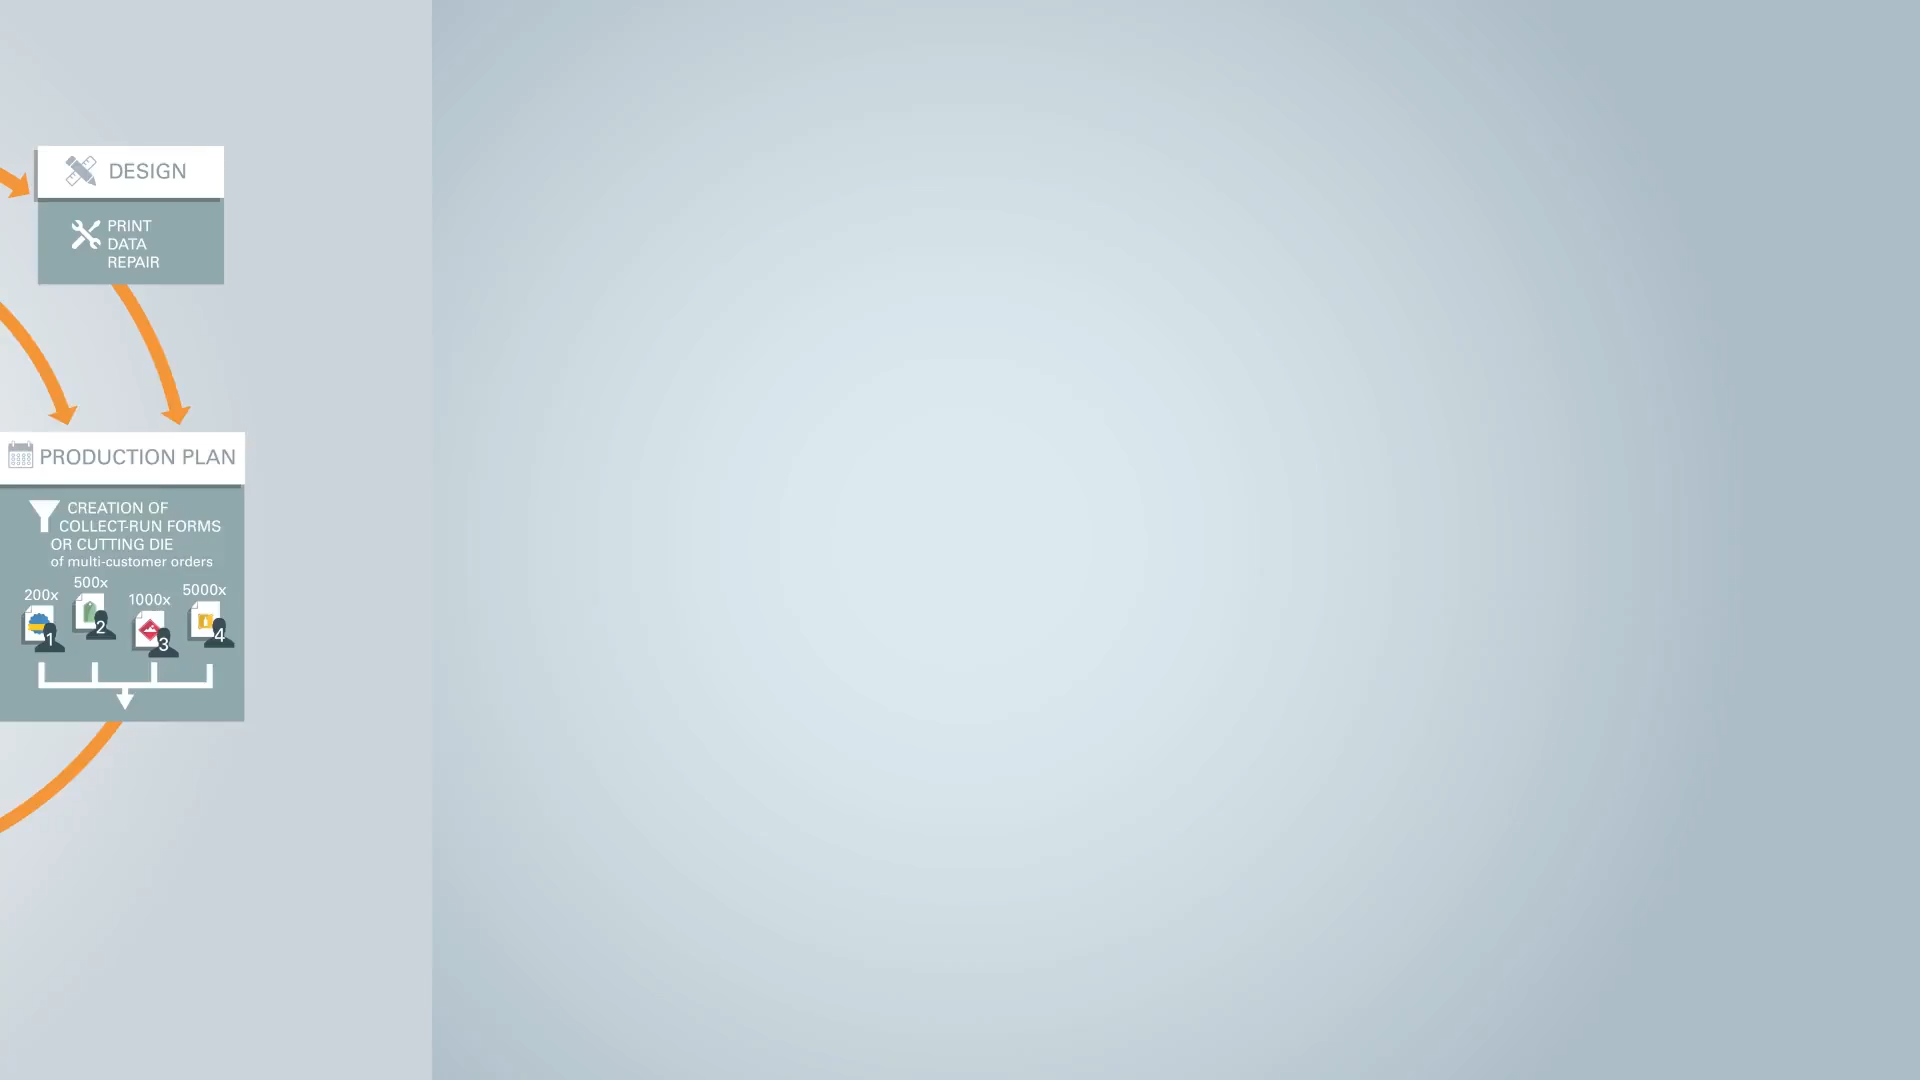 DESIGN
PRINT
DATA
REPAIR
PRODUCTION PLAN
CREATION OF
COLLECT-RUN FORMS
OR CUTTING DIE
of multi-customer orders
200x
500x
1000x
5000x
1
2
3
4